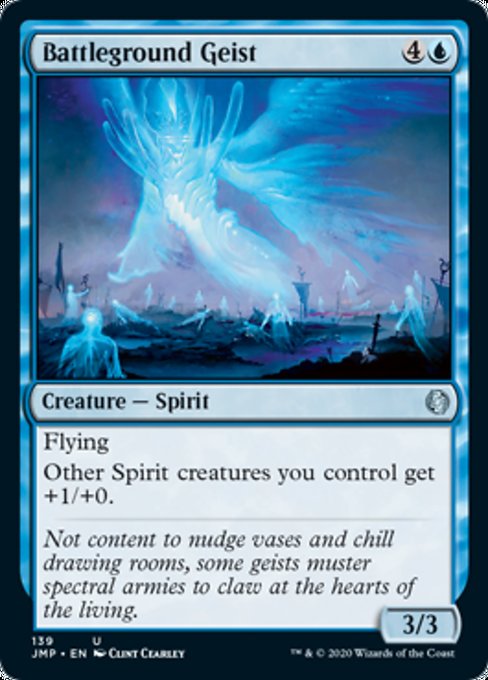 Battleground Geist 4
Creature — Spirit
Flying
Other Spirit creatures you control get
+1/+0.
Not content to nudge vases and chill
drawing rooms, some geists muster
spectral armies to claw at the hearts of
the living.
3/3
139 U
JMP • EN Clint Cearley ™ & © 2020 Wizards of the Coast